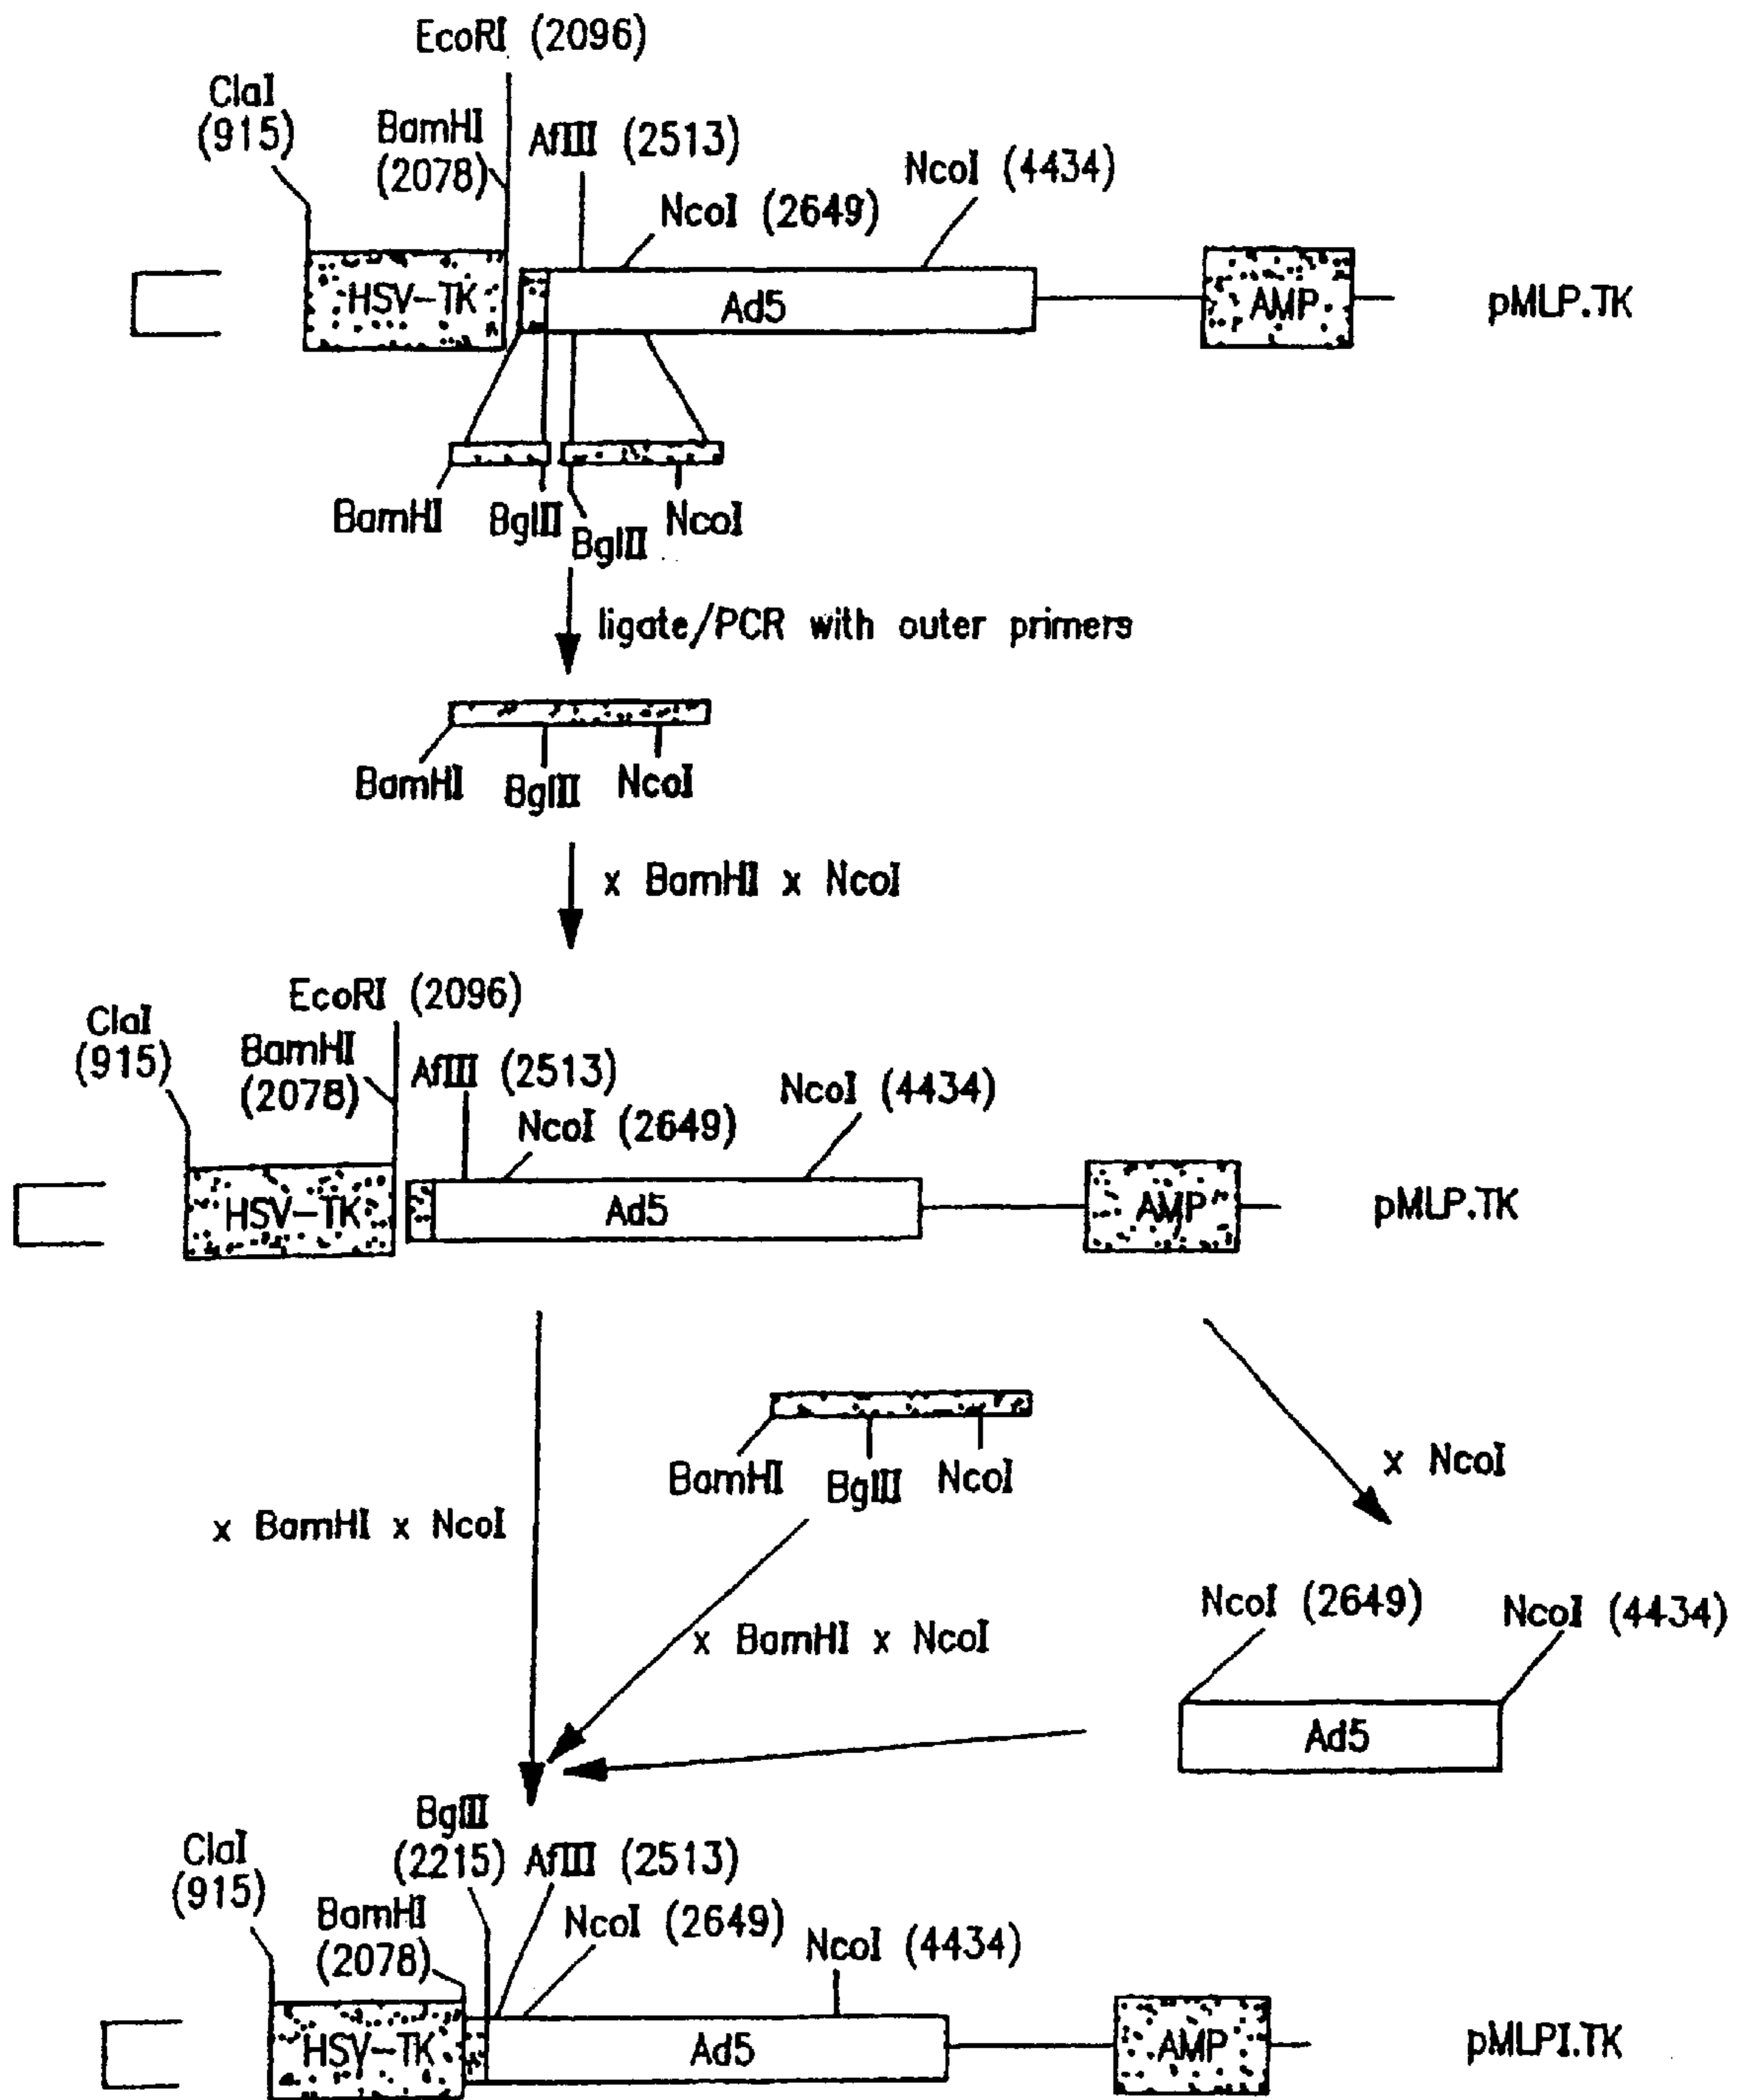 EcoRI (2096)
ClaI
(915)
BamHI
(2078)
AflII (2513)
NcoI (2649)
NcoI (4434)
HSV-TK
Ad5
AMP
pMLP.TK
BamHI
BglII
BglII
NcoI
ligate/PCR with outer primers
BamHI
BglII
NcoI
x BamHI x NcoI
EcoRI (2096)
ClaI
(915)
BamHI
(2078)
AflII (2513)
NcoI (2649)
NcoI (4434)
HSV-TK
Ad5
AMP
pMLP.TK
BamHI
BglII
NcoI
x NcoI
x BamHI x NcoI
x BamHI x NcoI
NcoI (2649)
NcoI (4434)
Ad5
BglII
(2215)
AflII (2513)
ClaI
(915)
BamHI
(2078)
NcoI (2649)
NcoI (4434)
HSV-TK
Ad5
AMP
pMLPI.TK